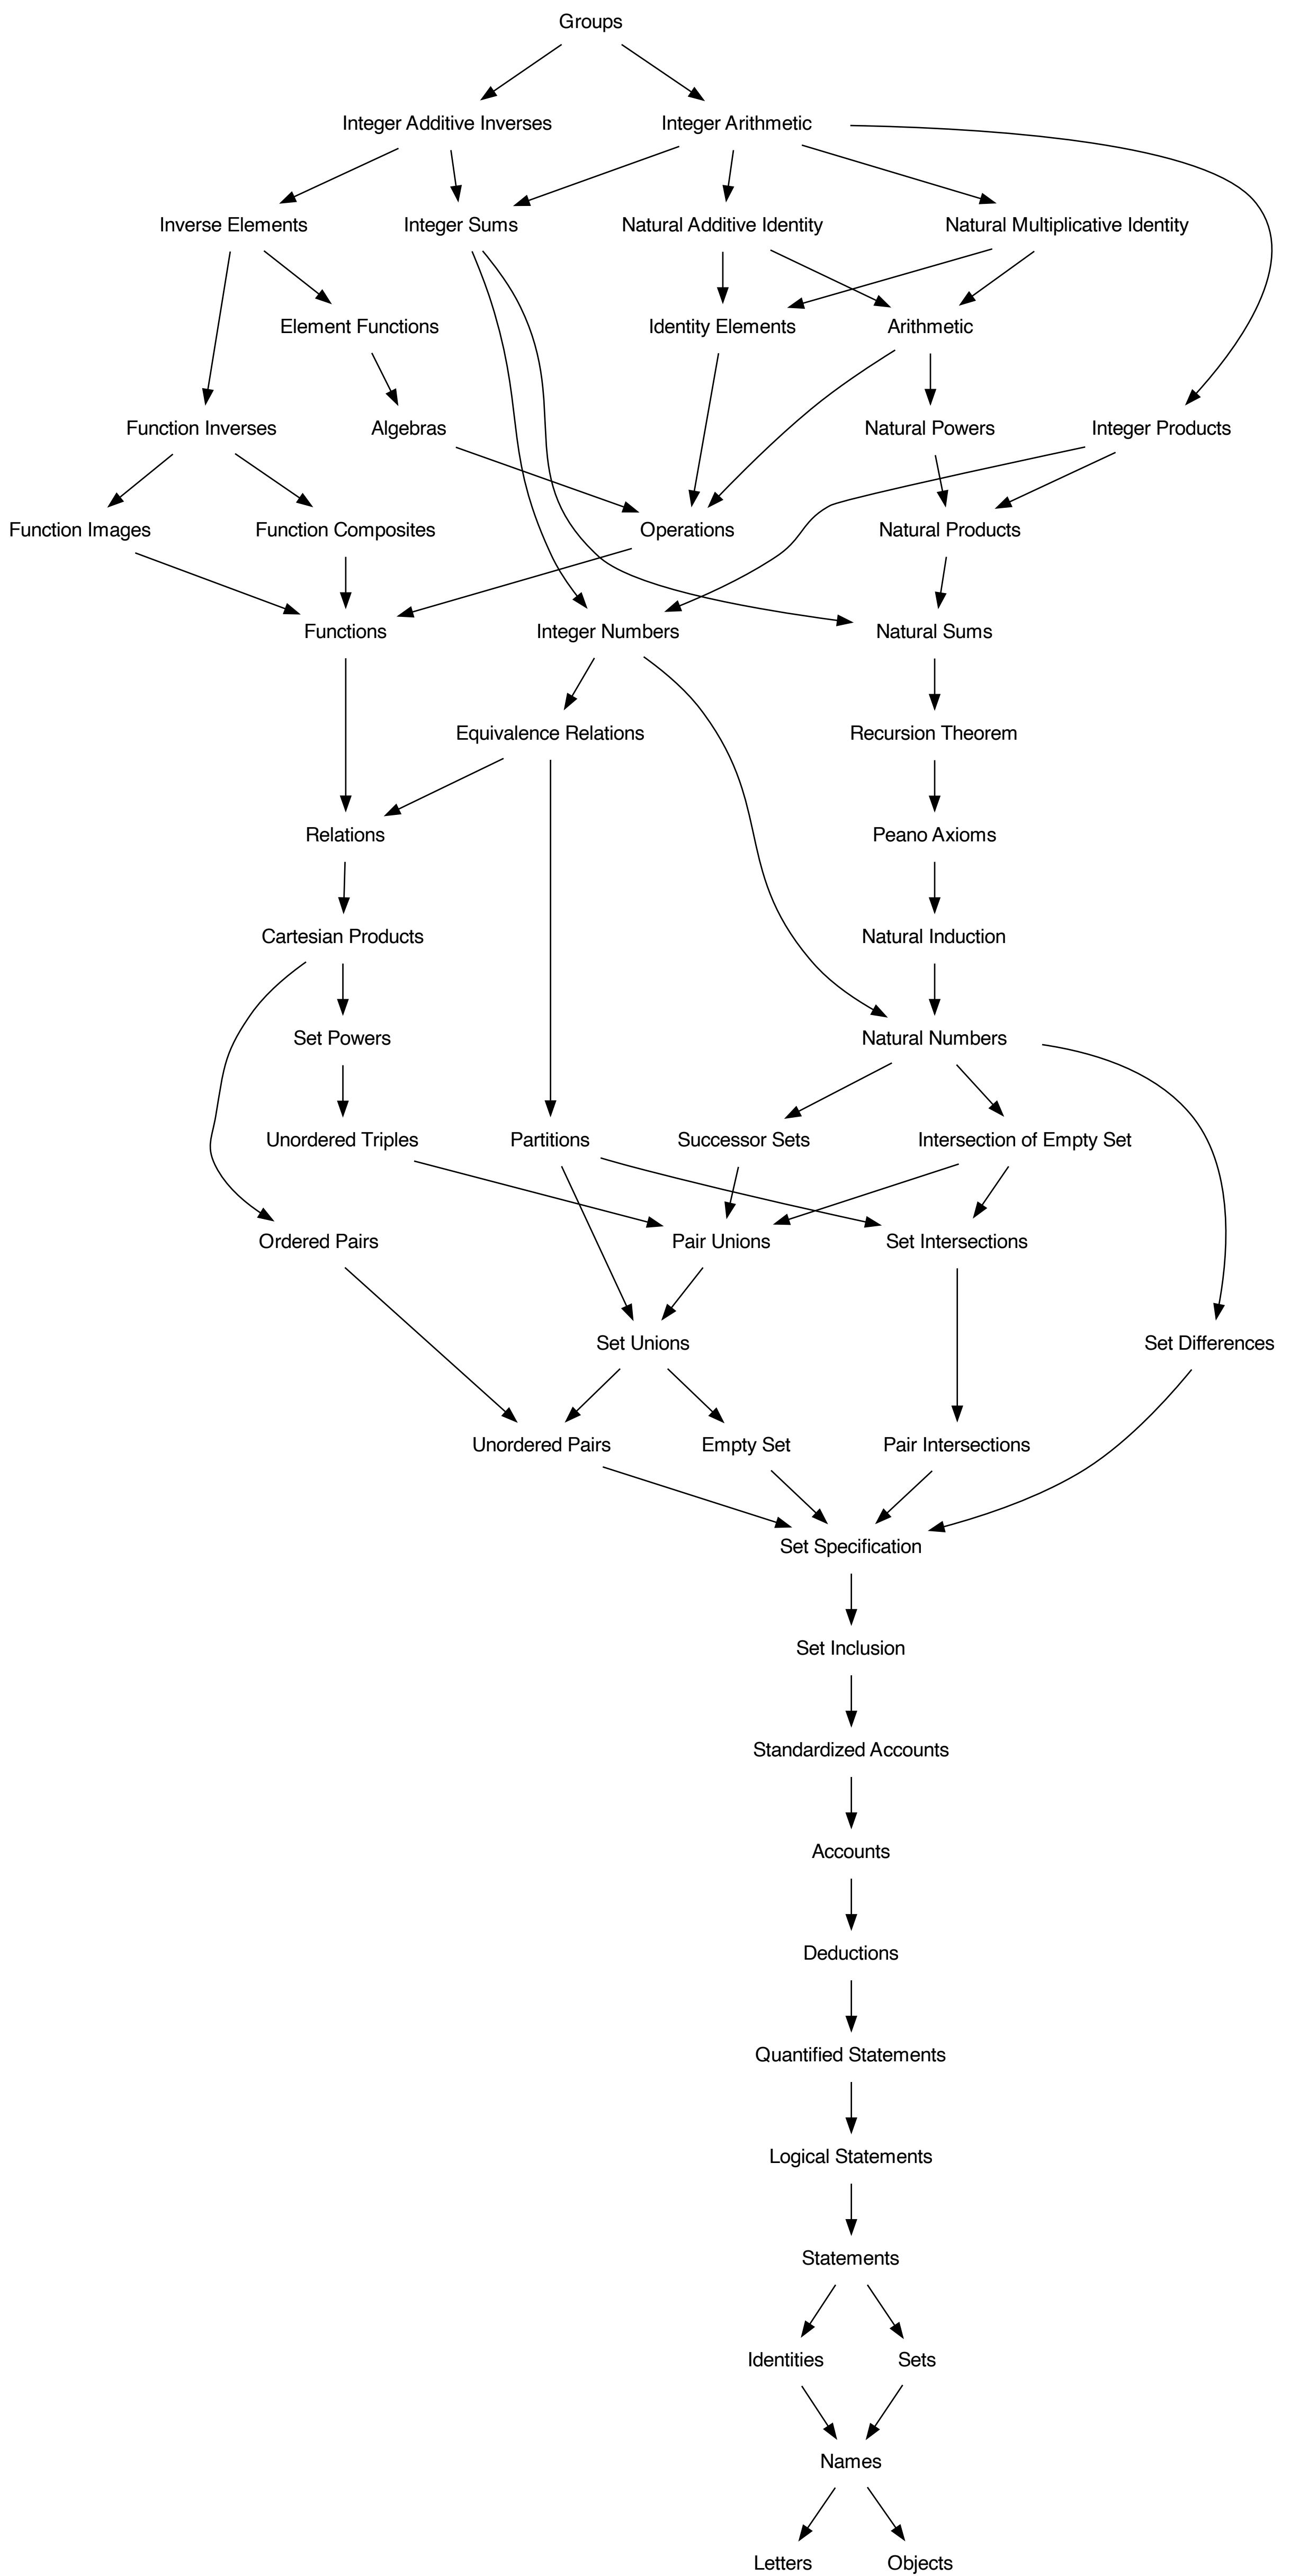 Groups
Integer Additive Inverses
Integer Arithmetic
Inverse Elements
Integer Sums
Natural Additive Identity
Natural Multiplicative Identity
Element Functions
Identity Elements
Arithmetic
Function Inverses
Algebras
Natural Powers
Integer Products
Function Images
Function Composites
Operations
Natural Products
Functions
Integer Numbers
Natural Sums
Equivalence Relations
Recursion Theorem
Relations
Peano Axioms
Cartesian Products
Natural Induction
Set Powers
Natural Numbers
Unordered Triples
Partitions
Successor Sets
Intersection of Empty Set
Ordered Pairs
Pair Unions
Set Intersections
Set Unions
Set Differences
Unordered Pairs
Empty Set
Pair Intersections
Set Specification
Set Inclusion
Standardized Accounts
Accounts
Deductions
Quantified Statements
Logical Statements
Statements
Identities
Sets
Names
Letters
Objects